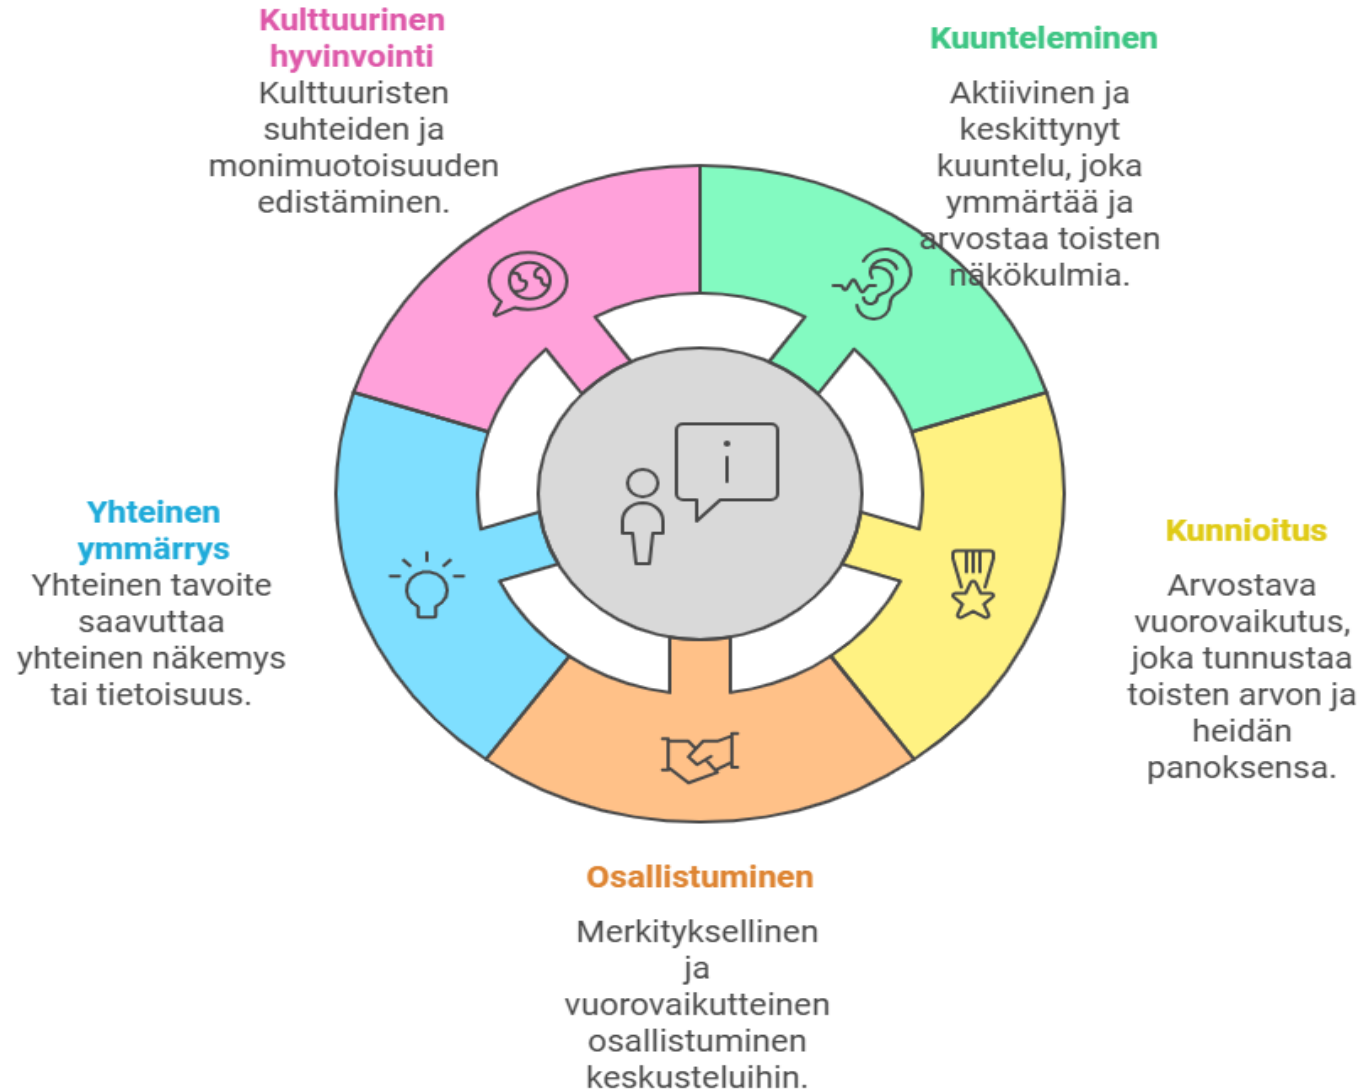 Kulttuurinen
hyvinvointi
Kulttuuristen
suhteiden ja
monimuotoisuuden
edistäminen.
Kuunteleminen
Aktiivinen ja
keskittynyt
kuuntelu, joka
ymmärtää ja
arvostaa toisten
näkökulmia.
Yhteinen
ymmärrys
Yhteinen tavoite
saavuttaa
yhteinen näkemys
tai tietoisuus.
i
Kunnioitus
Arvostava
vuorovaikutus,
joka tunnustaa
toisten arvon ja
heidän
panoksensa.
Osallistuminen
Merkityksellinen
ja
vuorovaikutteinen
osallistuminen
keskusteluihin.